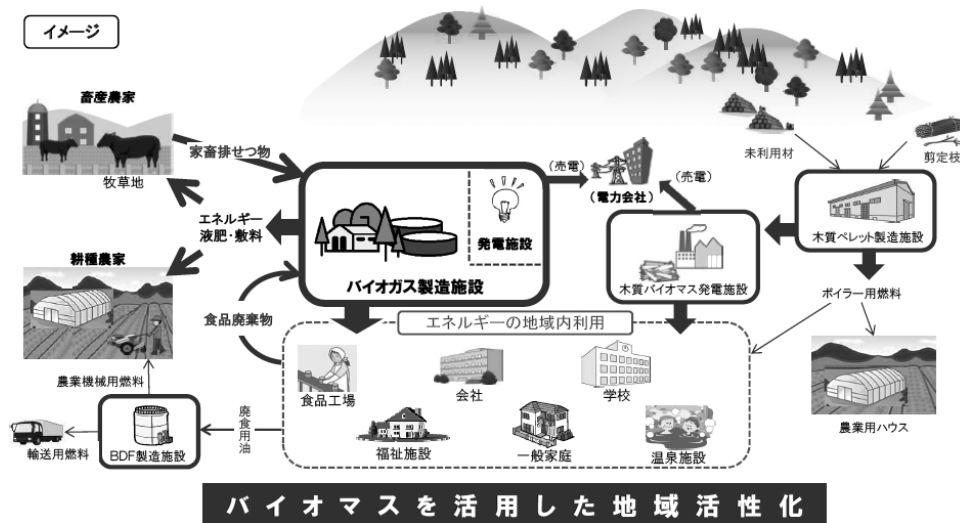 イメージ
畜産農家
牧草地
家畜排せつ物
エネルギー
液肥・敷料
耕種農家
食品廃棄物
農業機械用燃料
輸送用燃料
BDF製造施設
廃食用油
バイオガス製造施設
発電施設
(売電)
(電力会社)
(売電)
木質バイオマス発電施設
未利用材
剪定枝
木質ペレット製造施設
ボイラー用燃料
農業用ハウス
エネルギーの地域内利用
食品工場
会社
学校
福祉施設
一般家庭
温泉施設
バイオマスを活用した地域活性化